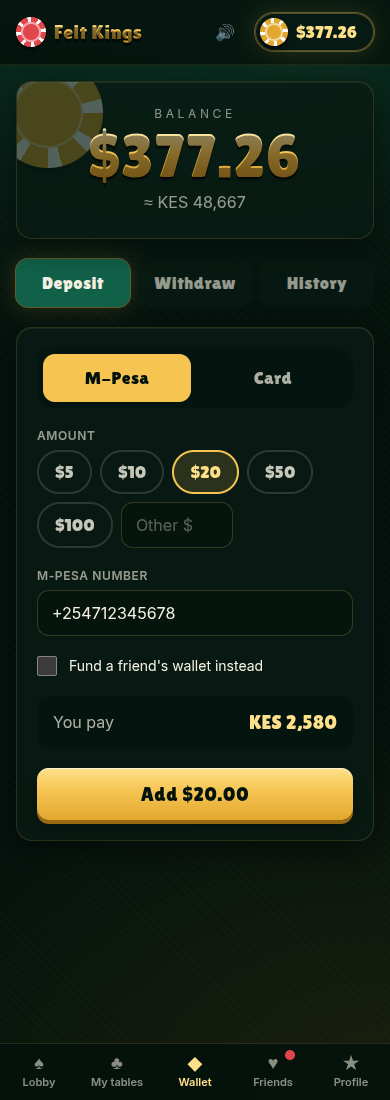 Felt Kings
$377.26
BALANCE
$377.26
≈ KES 48,667
Deposit Withdraw History
M-Pesa Card
AMOUNT
$5 $10 $20 $50
$100 Other $
M-PESA NUMBER
+254712345678
Fund a friend's wallet instead
You pay KES 2,580
Add $20.00
Lobby My tables Wallet Friends Profile